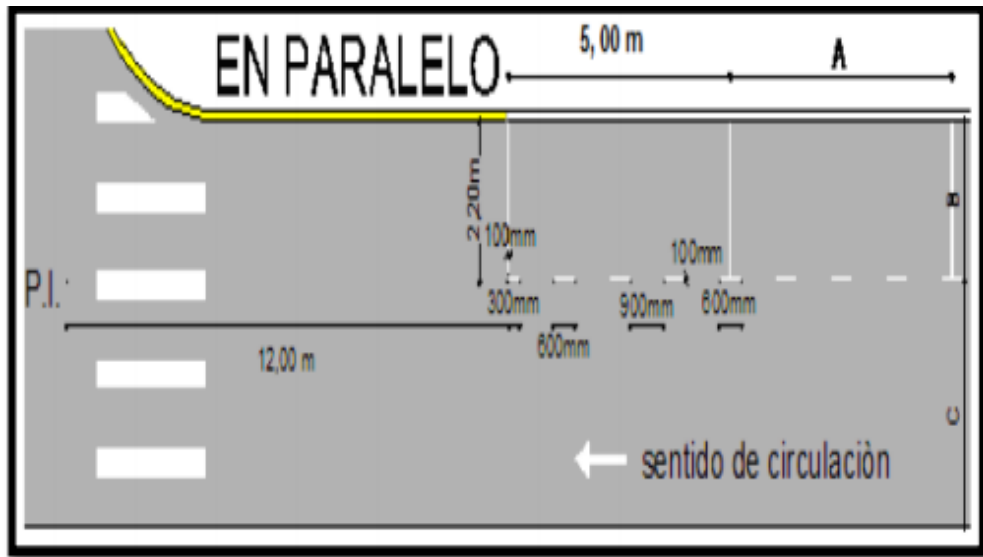 EN PARALELO
5, 00 m
A
2,20m
B
100mm
100mm
P.I.
300mm
900mm
600mm
600mm
12,00 m
C
sentido de circulaciòn